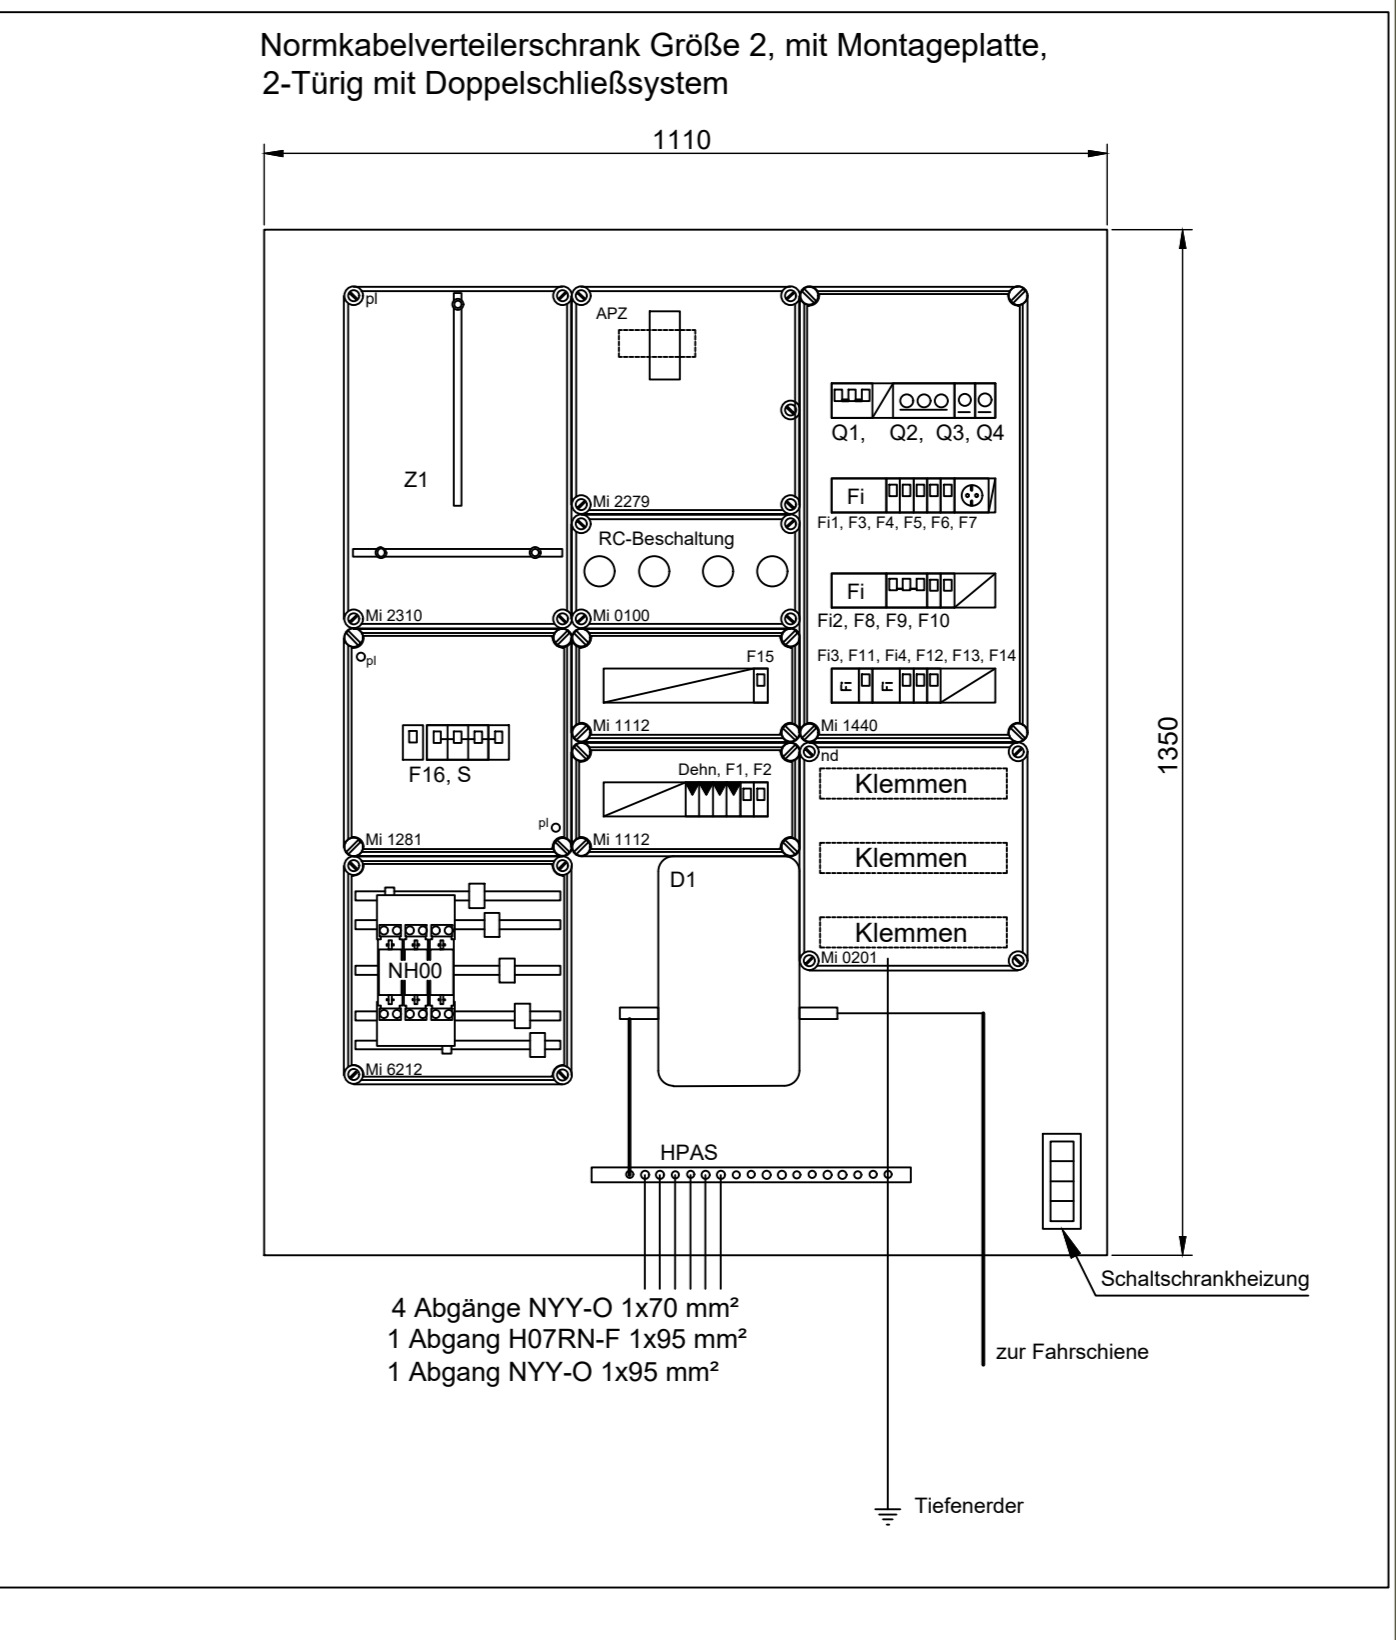 Normkabelverteilerschrank Größe 2, mit Montageplatte,
2-Türig mit Doppelschließsystem
1110
1350
pl
Z1
Mi 2310
APZ
Mi 2279
RC-Beschaltung
Mi 0100
Q1, Q2, Q3, Q4
Fi
Fi1, F3, F4, F5, F6, F7
Fi
Fi2, F8, F9, F10
Fi3, F11, Fi4, F12, F13, F14
Fi
Fi
Mi 1440
pl
F16, S
pl
Mi 1281
F15
Mi 1112
Dehn, F1, F2
Mi 1112
nd
Klemmen
Klemmen
Klemmen
Mi 0201
NH00
Mi 6212
D1
HPAS
Schaltschrankheizung
4 Abgänge NYY-O 1x70 mm²
1 Abgang H07RN-F 1x95 mm²
1 Abgang NYY-O 1x95 mm²
zur Fahrschiene
Tiefenerder